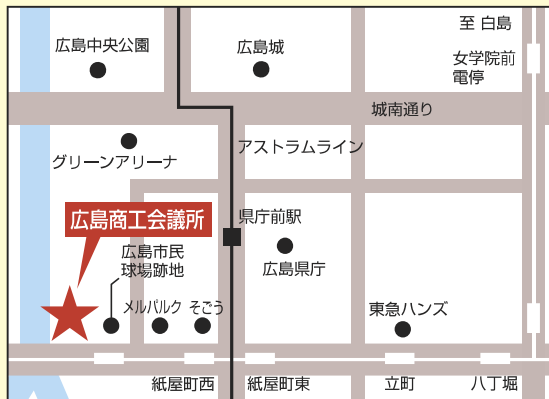 至 白島
広島中央公園
広島城
女学院前
電停
城南通り
アストラムライン
グリーンアリーナ
広島商工会議所
県庁前駅
広島市民
球場跡地
広島県庁
メルパルク
そごう
東急ハンズ
紙屋町西
紙屋町東
立町
八丁堀